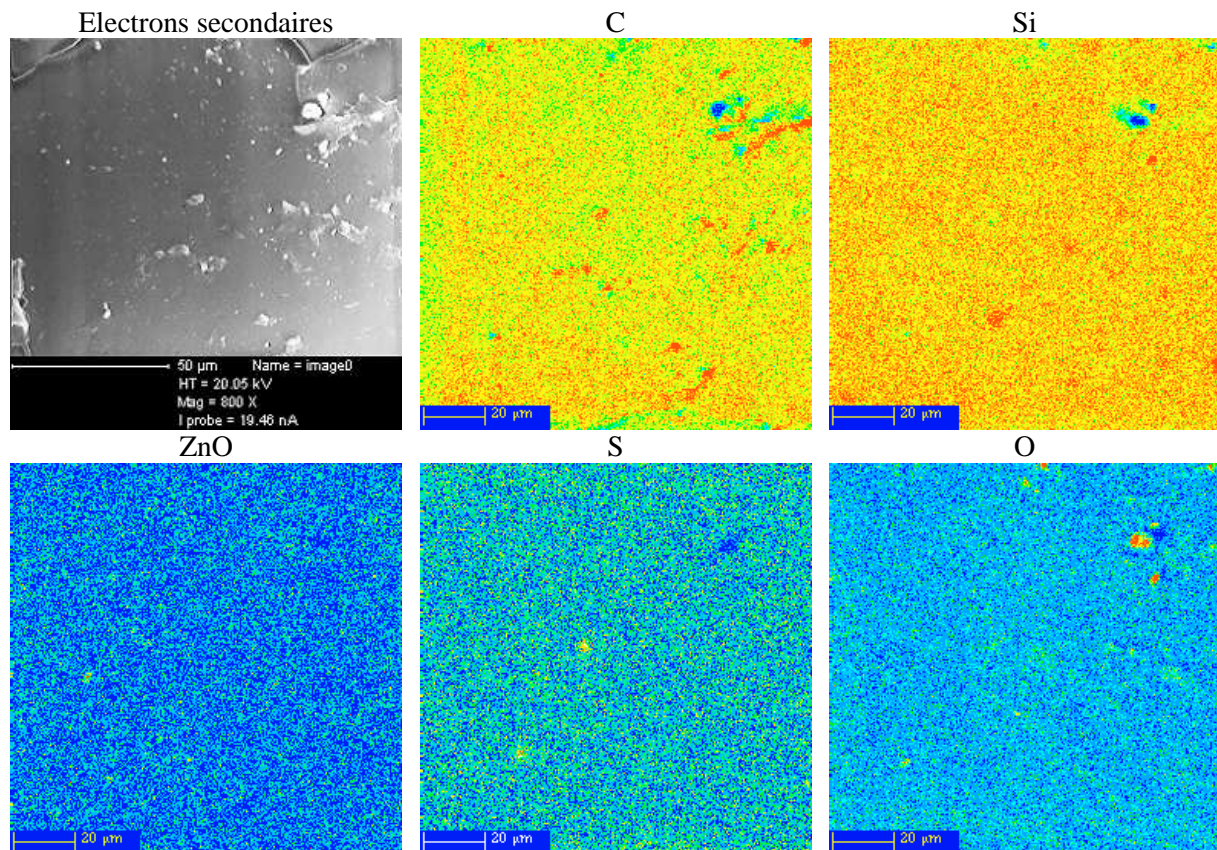 Electrons secondaires
C
Si
50 µm Name = image0
HT = 20.05 kV
Mag = 800 X
I probe = 19.46 nA
20 µm
20 µm
ZnO
S
O
20 µm
20 µm
20 µm